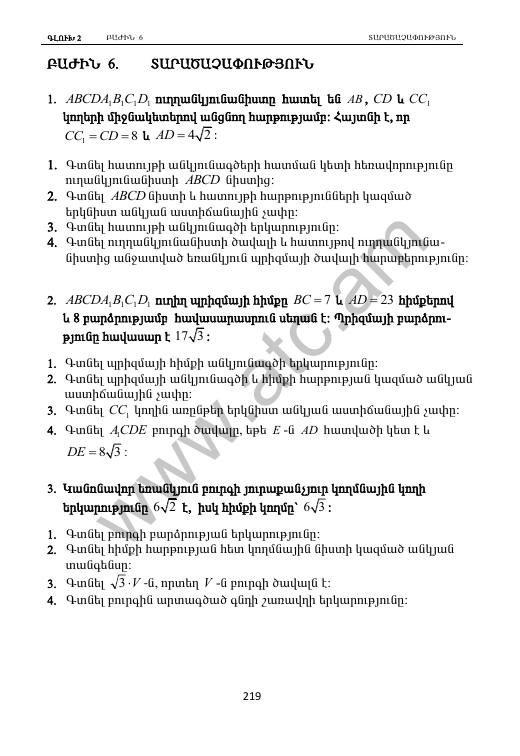 ԳԼՈՒԽ 2 ԲԱԺԻՆ 6 ՏԱՐԱԾԱՉԱՓՈՒԹՅՈՒՆ
ԲԱԺԻՆ 6. ՏԱՐԱԾԱՉԱՓՈՒԹՅՈՒՆ
1. ABCDA₁B₁C₁D₁ ուղղանկյունանիստը հատել են AB, CD և CC₁
կողերի միջնակետերով անցնող հարթությամբ: Հայտնի է, որ
CC₁ = CD = 8 և AD = 4√2 :
1. Գտնել հատույթի անկյունագծերի հատման կետի հեռավորությունը
ուղանկյունանիստի ABCD նիստից:
2. Գտնել ABCD նիստի և հատույթի հարթությունների կազմած
երկնիստ անկյան աստիճանային չափը:
3. Գտնել հատույթի անկյունագծի երկարությունը:
4. Գտնել ուղղանկյունանիստի ծավալի և հատույթով ուղղանկյունա-
նիստից անջատված եռանկյուն պրիզմայի ծավալի հարաբերությունը:
2. ABCDA₁B₁C₁D₁ ուղիղ պրիզմայի հիմքը BC = 7 և AD = 23 հիմքերով
և 8 բարձրությամբ հավասարասրուն սեղան է: Պրիզմայի բարձրու-
թյունը հավասար է 17√3 :
1. Գտնել պրիզմայի հիմքի անկյունագծի երկարությունը:
2. Գտնել պրիզմայի անկյունագծի և հիմքի հարթության կազմած անկյան
աստիճանային չափը:
3. Գտնել CC₁ կողին առընթեր երկնիստ անկյան աստիճանային չափը:
4. Գտնել A₁CDE բուրգի ծավալը, եթե E -ն AD հատվածի կետ է և
DE = 8√3 :
3. Կանոնավոր եռանկյուն բուրգի յուրաքանչյուր կողմնային կողի
երկարությունը 6√2 է, իսկ հիմքի կողմը՝ 6√3 :
1. Գտնել բուրգի բարձրության երկարությունը:
2. Գտնել հիմքի հարթության հետ կողմնային նիստի կազմած անկյան
տանգենսը:
3. Գտնել √3 · V -ն, որտեղ V -ն բուրգի ծավալն է:
4. Գտնել բուրգին արտագծած գնդի շառավղի երկարությունը:
www.atc.am
219